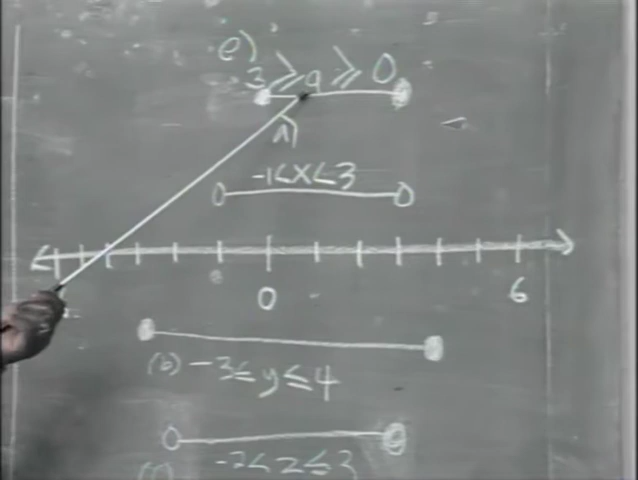 e)
3 ≥ a ≥ 0
A)
-1<x<3
0 6
(b) -3≤y≤4
-2<z≤3